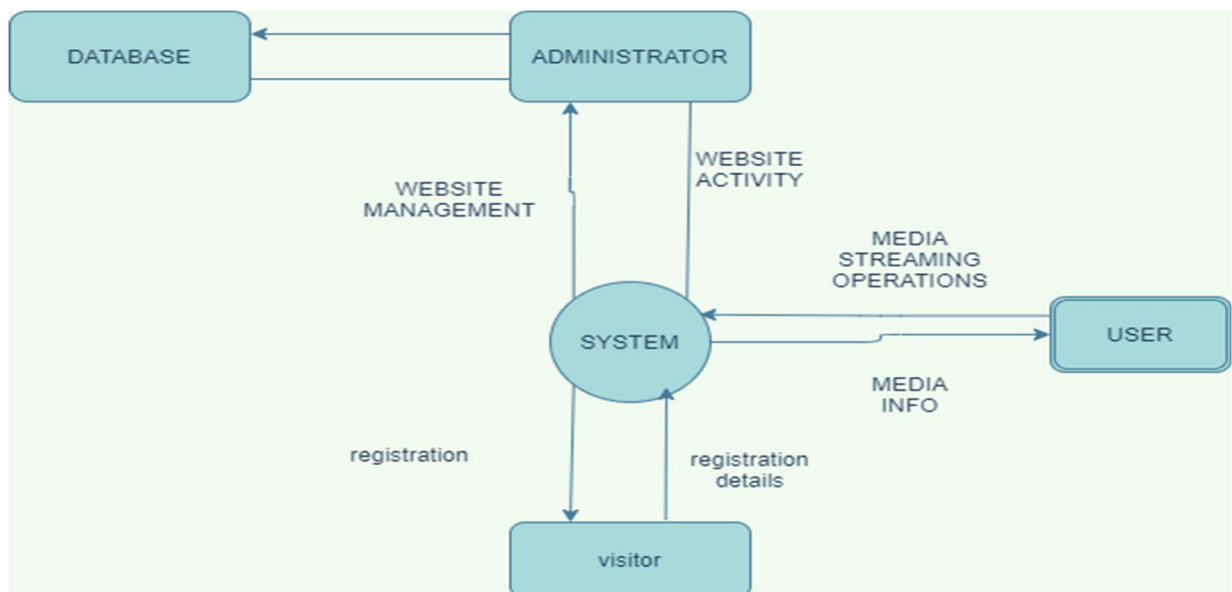 DATABASE
ADMINISTRATOR
WEBSITE
ACTIVITY
WEBSITE
MANAGEMENT
MEDIA
STREAMING
OPERATIONS
SYSTEM
USER
MEDIA
INFO
registration
registration
details
visitor